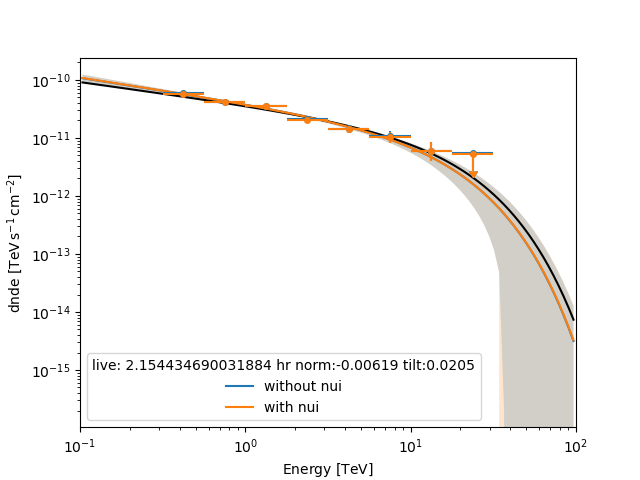 10⁻¹⁰
10⁻¹¹
10⁻¹²
10⁻¹³
10⁻¹⁴
10⁻¹⁵
dnde [TeV s⁻¹ cm⁻²]
live: 2.154434690031884 hr norm:-0.00619 tilt:0.0205
without nui
with nui
10⁻¹ 10⁰ 10¹ 10²
Energy [TeV]